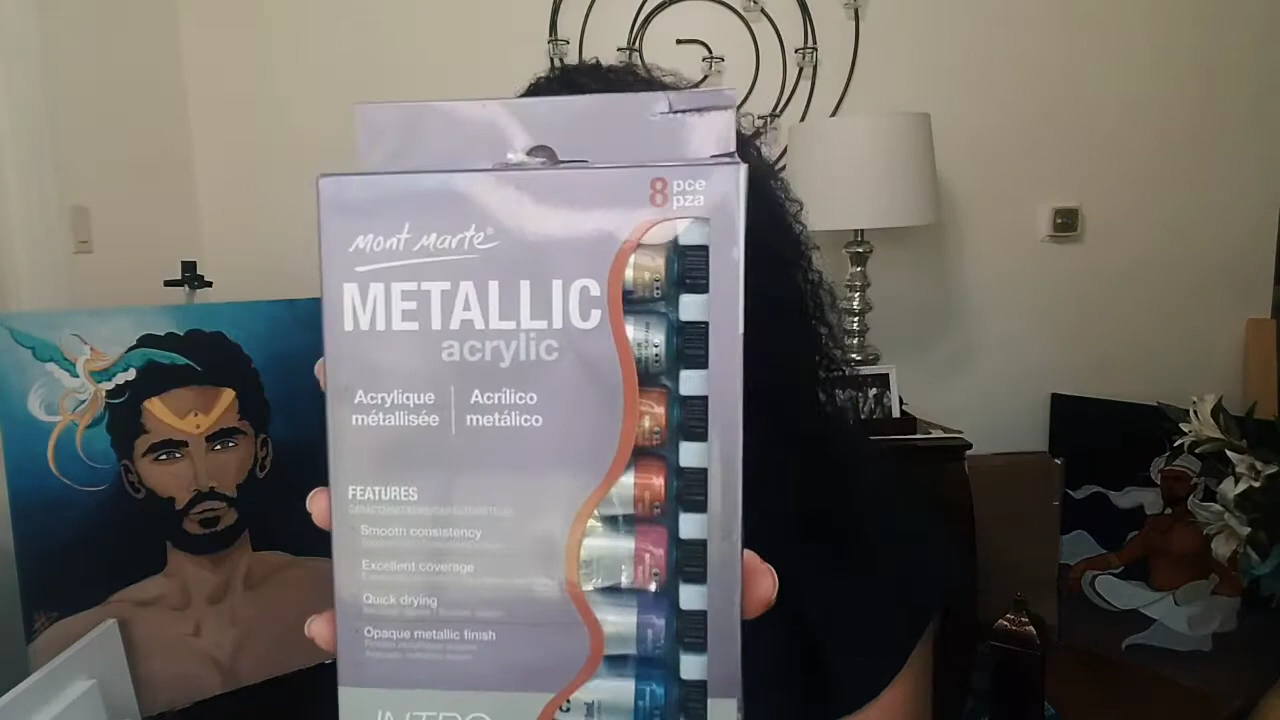 8 pce
pza
Mont Marte®
METALLIC
acrylic
Acrylique
métallisée
Acrílico
metálico
FEATURES
Smooth consistency
Excellent coverage
Quick drying
Opaque metallic finish
INTRO